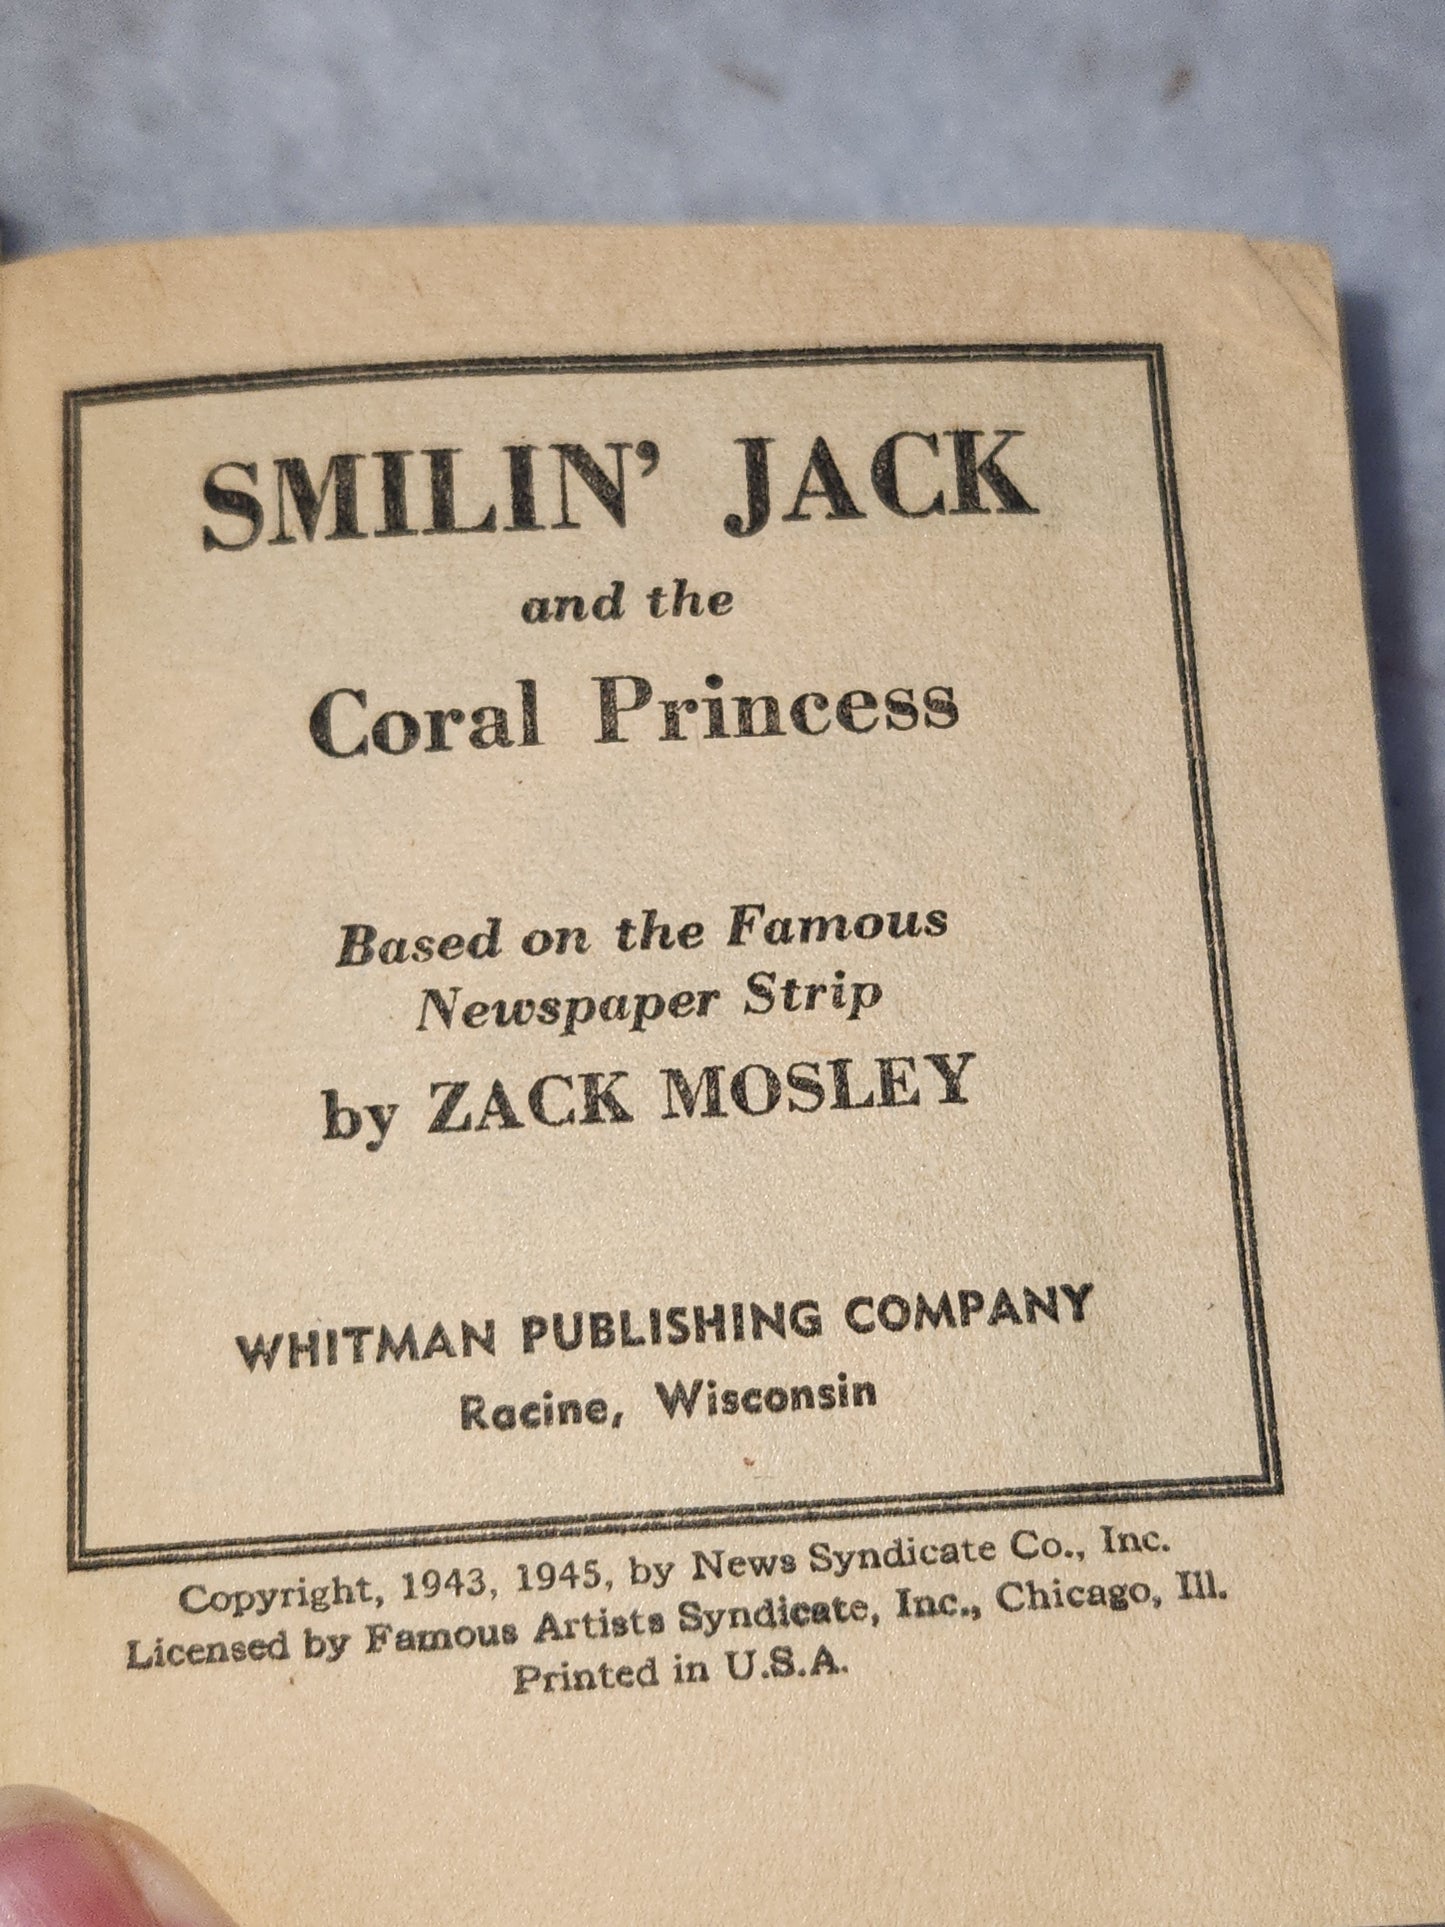 SMILIN' JACK
and the
Coral Princess
Based on the Famous
Newspaper Strip
by ZACK MOSLEY
WHITMAN PUBLISHING COMPANY
Racine, Wisconsin
Copyright, 1943, 1945, by News Syndicate Co., Inc.
Licensed by Famous Artists Syndicate, Inc., Chicago, Ill.
Printed in U.S.A.